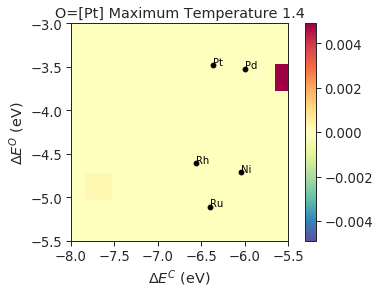 O=[Pt] Maximum Temperature 1.4
−3.0
−3.5
−4.0
−4.5
−5.0
−5.5
ΔE^O (eV)
Pt
Pd
Rh
Ni
Ru
−8.0 −7.5 −7.0 −6.5 −6.0 −5.5
ΔE^C (eV)
0.004
0.002
0.000
−0.002
−0.004